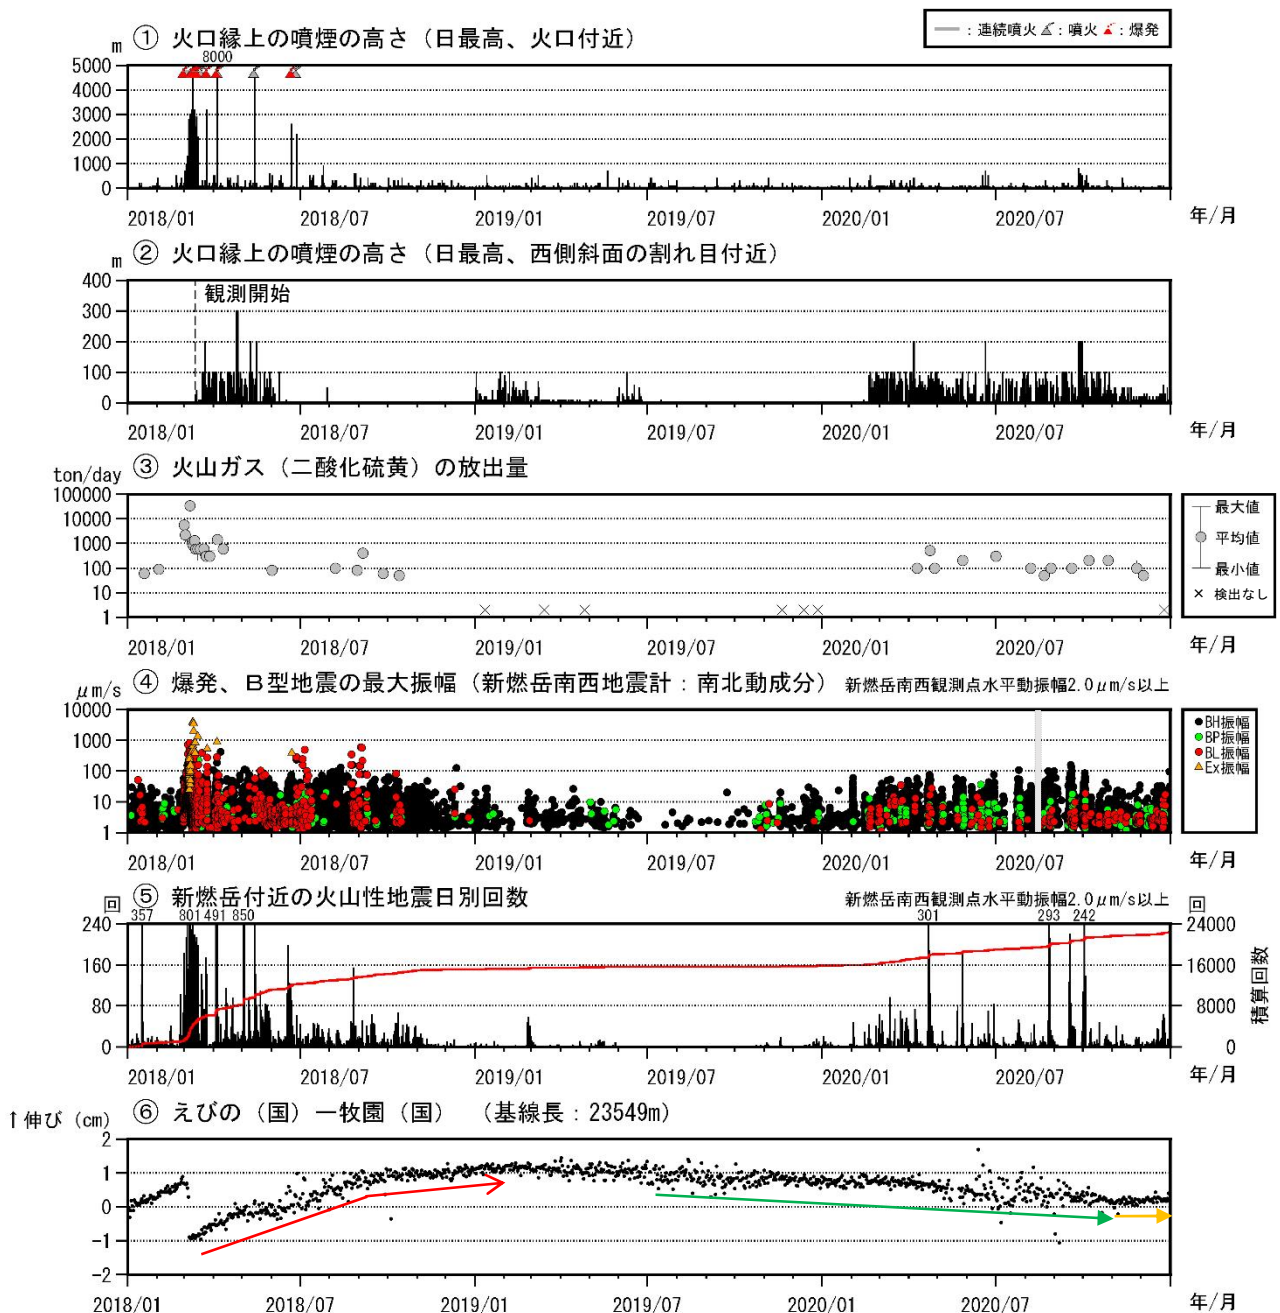 ━ : 連続噴火 : 噴火 : 爆発
① 火口縁上の噴煙の高さ（日最高、火口付近）
m
8000
5000
4000
3000
2000
1000
0
2018/01 2018/07 2019/01 2019/07 2020/01 2020/07 年/月
② 火口縁上の噴煙の高さ（日最高、西側斜面の割れ目付近）
m
400
観測開始
300
200
100
0
2018/01 2018/07 2019/01 2019/07 2020/01 2020/07 年/月
③ 火山ガス（二酸化硫黄）の放出量
ton/day
100000
10000
1000
100
10
1
最大値
平均値
最小値
× 検出なし
2018/01 2018/07 2019/01 2019/07 2020/01 2020/07 年/月
④ 爆発、Ｂ型地震の最大振幅（新燃岳南西地震計：南北動成分） 新燃岳南西観測点水平動振幅2.0μm/s以上
μm/s
10000
1000
100
10
1
BH振幅
BP振幅
BL振幅
Ex振幅
2018/01 2018/07 2019/01 2019/07 2020/01 2020/07 年/月
⑤ 新燃岳付近の火山性地震日別回数 新燃岳南西観測点水平動振幅2.0μm/s以上
回 回
357 801 491 850 301 293 242
240 24000
160 16000
80 8000
0 0
積算回数
2018/01 2018/07 2019/01 2019/07 2020/01 2020/07 年/月
⑥ えびの（国）－牧園（国） （基線長：23549m）
↑伸び（cm）
2
1
0
-1
-2
2018/01 2018/07 2019/01 2019/07 2020/01 2020/07 年/月